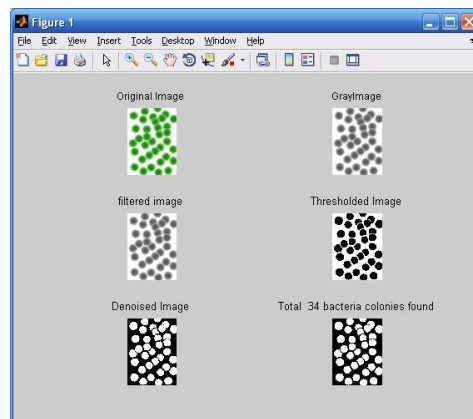 Figure 1
File Edit View Insert Tools Desktop Window Help
Original Image
GrayImage
filtered image
Thresholded Image
Denoised Image
Total 34 bacteria colonies found